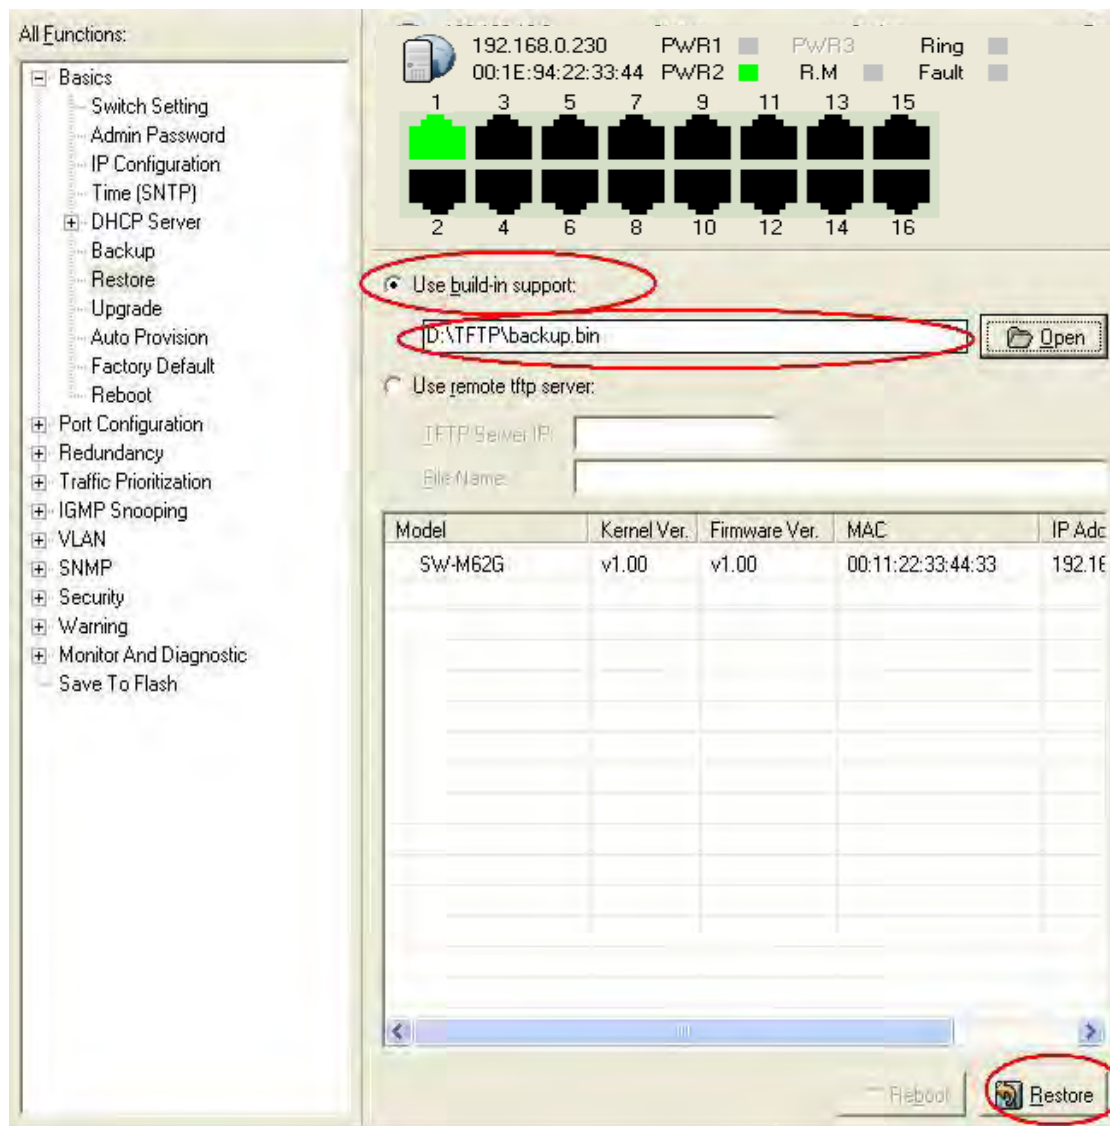 All Functions:
Basics
Switch Setting
Admin Password
IP Configuration
Time (SNTP)
DHCP Server
Backup
Restore
Upgrade
Auto Provision
Factory Default
Reboot
Port Configuration
Redundancy
Traffic Prioritization
IGMP Snooping
VLAN
SNMP
Security
Warning
Monitor And Diagnostic
Save To Flash
192.168.0.230 PWR1 PWR3 Ring
00:1E:94:22:33:44 PWR2 R.M Fault
1 3 5 7 9 11 13 15
2 4 6 8 10 12 14 16
Use build-in support:
D:\TFTP\backup.bin
Open
Use remote tftp server:
TFTP Server IP:
File Name:
Model Kernel Ver. Firmware Ver. MAC IP Adc
SW-M62G v1.00 v1.00 00:11:22:33:44:33 192.16
Reboot Restore